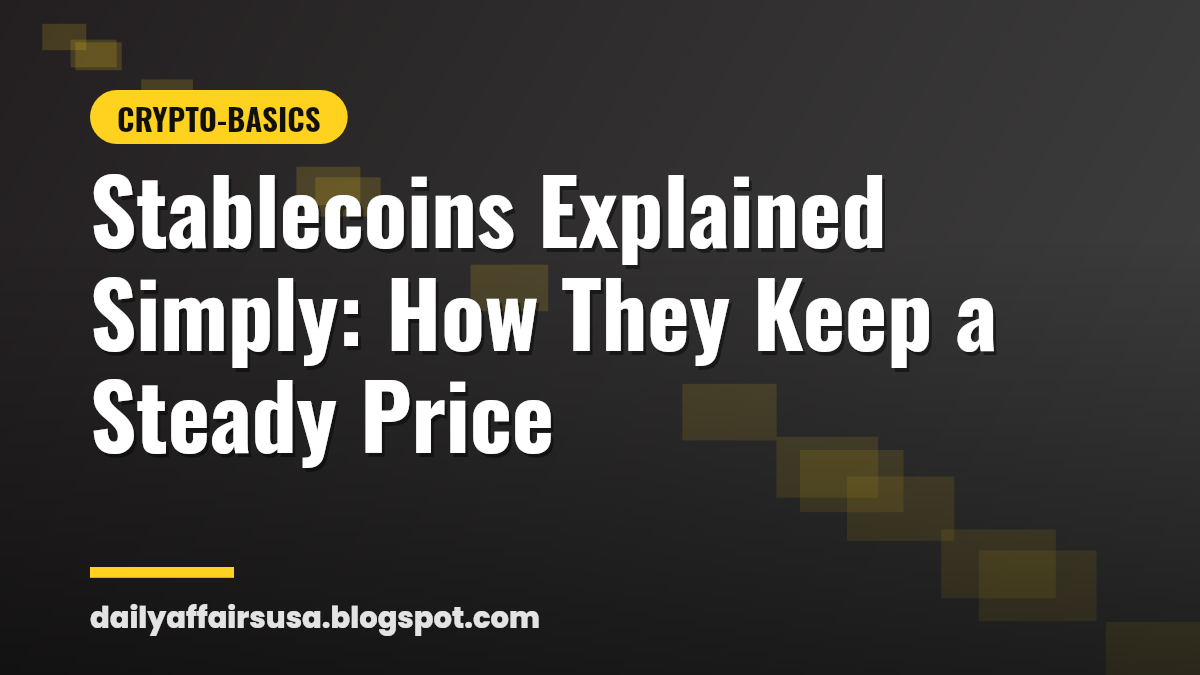 CRYPTO-BASICS
Stablecoins Explained
Simply: How They Keep a
Steady Price
dailyaffairsusa.blogspot.com